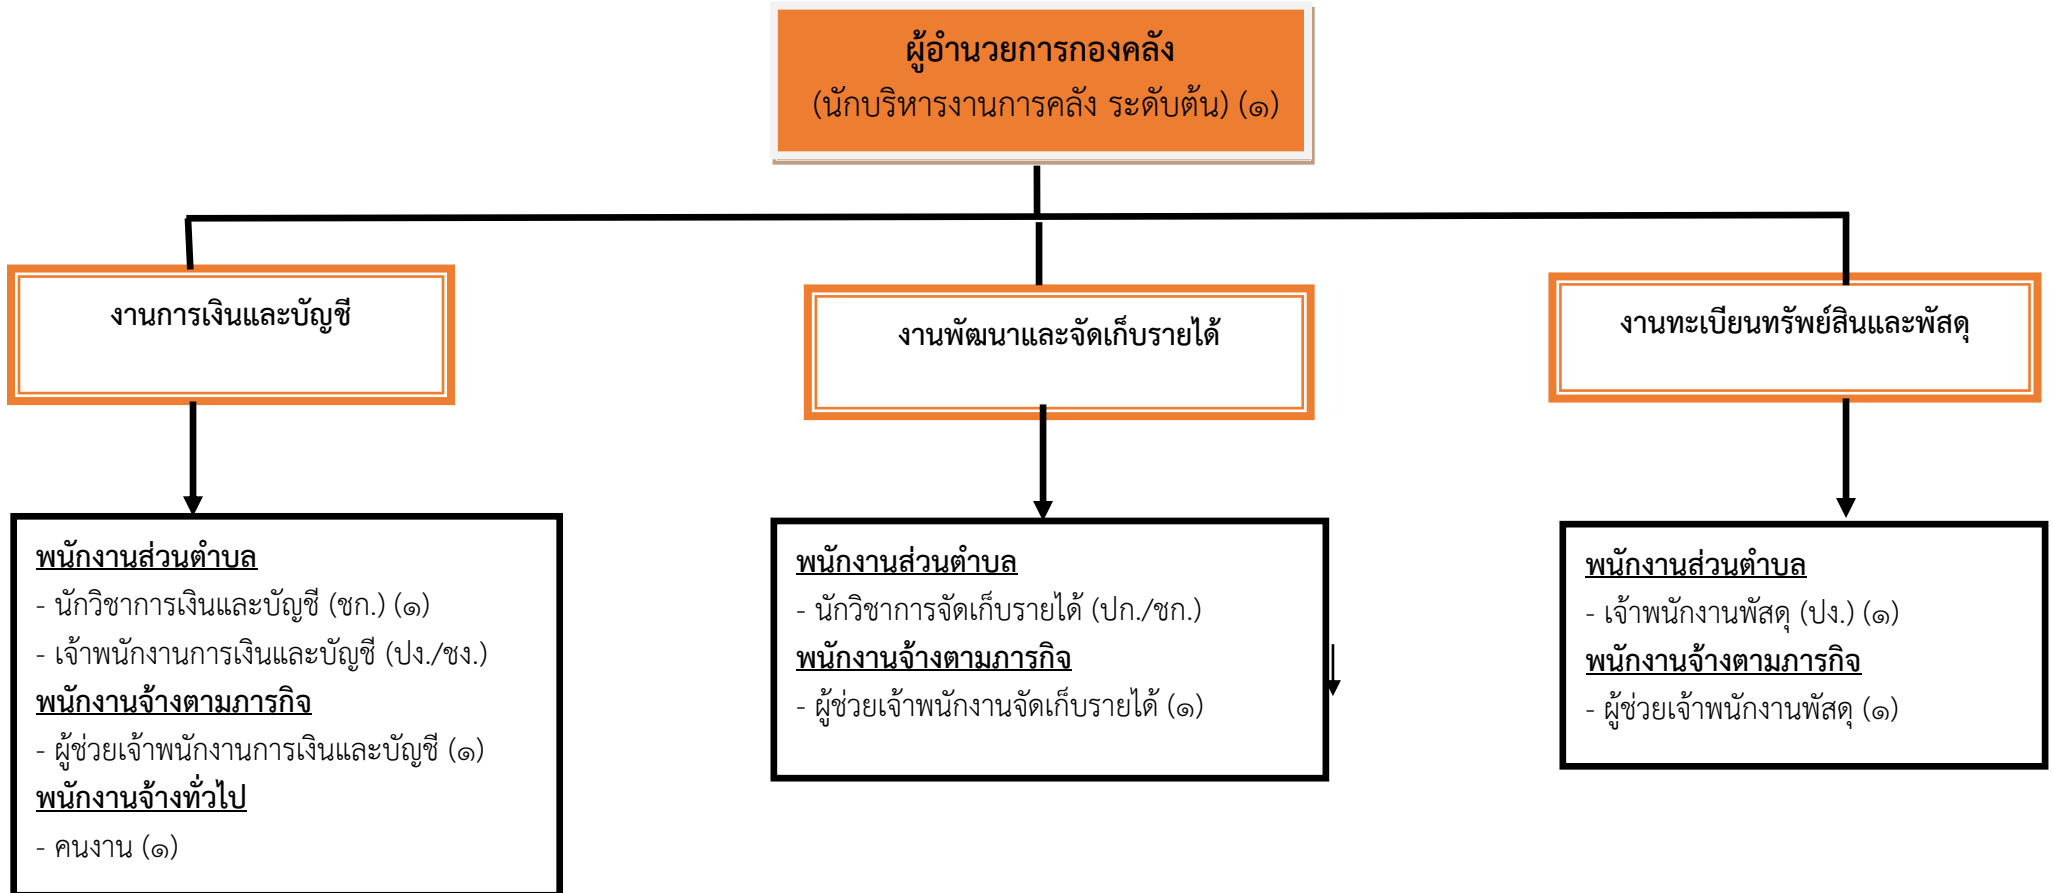 ผู้อำนวยการกองคลัง
(นักบริหารงานการคลัง ระดับต้น) (๑)
งานการเงินและบัญชี
งานพัฒนาและจัดเก็บรายได้
งานทะเบียนทรัพย์สินและพัสดุ
พนักงานส่วนตำบล
- นักวิชาการเงินและบัญชี (ชก.) (๑)
- เจ้าพนักงานการเงินและบัญชี (ปง./ชง.)
พนักงานจ้างตามภารกิจ
- ผู้ช่วยเจ้าพนักงานการเงินและบัญชี (๑)
พนักงานจ้างทั่วไป
- คนงาน (๑)
พนักงานส่วนตำบล
- นักวิชาการจัดเก็บรายได้ (ปก./ชก.)
พนักงานจ้างตามภารกิจ
- ผู้ช่วยเจ้าพนักงานจัดเก็บรายได้ (๑)
พนักงานส่วนตำบล
- เจ้าพนักงานพัสดุ (ปง.) (๑)
พนักงานจ้างตามภารกิจ
- ผู้ช่วยเจ้าพนักงานพัสดุ (๑)